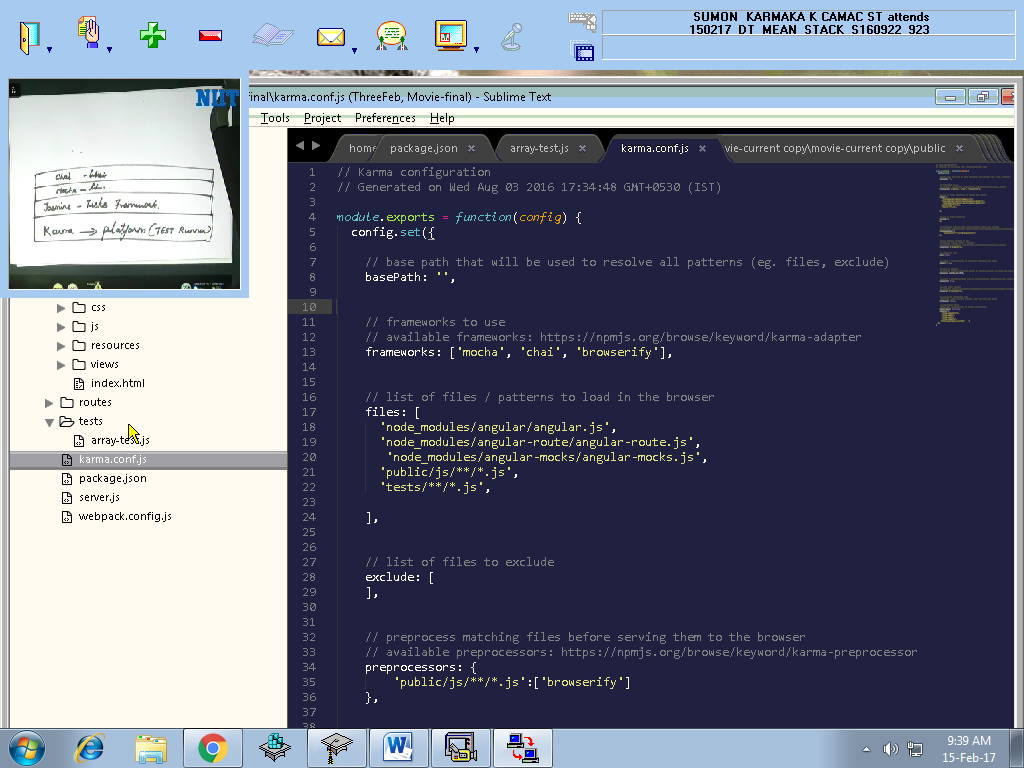 SUMON KARMAKA K CAMAC ST attends
150217_DT_MEAN_STACK_S160922_923
NIIT
Jasmine - Tests Framework.
Karma → platform (TEST Runner)
inal\karma.conf.js (ThreeFeb, Movie-final) - Sublime Text
Tools Project Preferences Help
home package.json array-test.js karma.conf.js vie-current copy\movie-current copy\public
css
js
resources
views
index.html
routes
tests
array-test.js
karma.conf.js
package.json
server.js
webpack.config.js
1 // Karma configuration
2 // Generated on Wed Aug 03 2016 17:34:48 GMT+0530 (IST)
3
4 module.exports = function(config) {
5 config.set({
6
7 // base path that will be used to resolve all patterns (eg. files, exclude)
8 basePath: '',
9
10
11 // frameworks to use
12 // available frameworks: https://npmjs.org/browse/keyword/karma-adapter
13 frameworks: ['mocha', 'chai', 'browserify'],
14
15
16 // list of files / patterns to load in the browser
17 files: [
18 'node_modules/angular/angular.js',
19 'node_modules/angular-route/angular-route.js',
20 'node_modules/angular-mocks/angular-mocks.js',
21 'public/js/**/*.js',
22 'tests/**/*.js',
23
24 ],
25
26
27 // list of files to exclude
28 exclude: [
29 ],
30
31
32 // preprocess matching files before serving them to the browser
33 // available preprocessors: https://npmjs.org/browse/keyword/karma-preprocessor
34 preprocessors: {
35 'public/js/**/*.js':['browserify']
36 },
37
38
9:39 AM
15-Feb-17